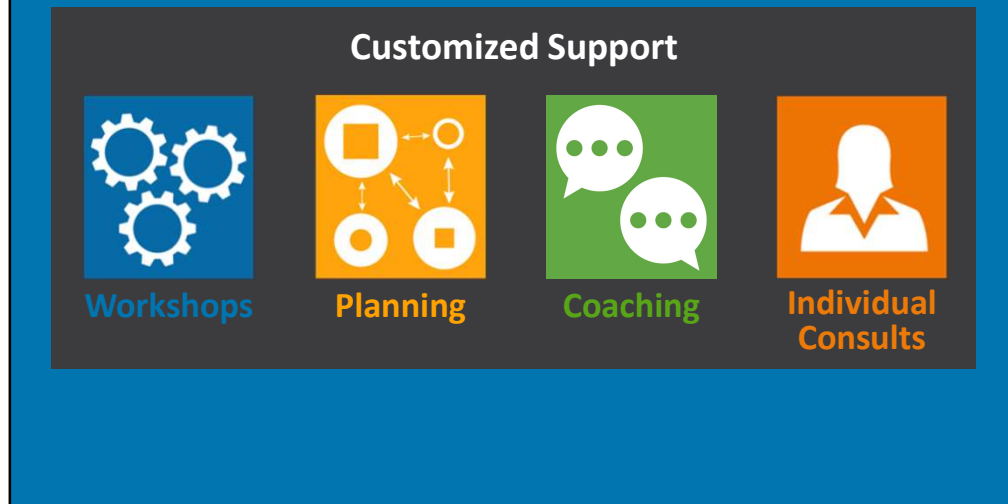 Customized Support
Workshops
Planning
Coaching
Individual
Consults